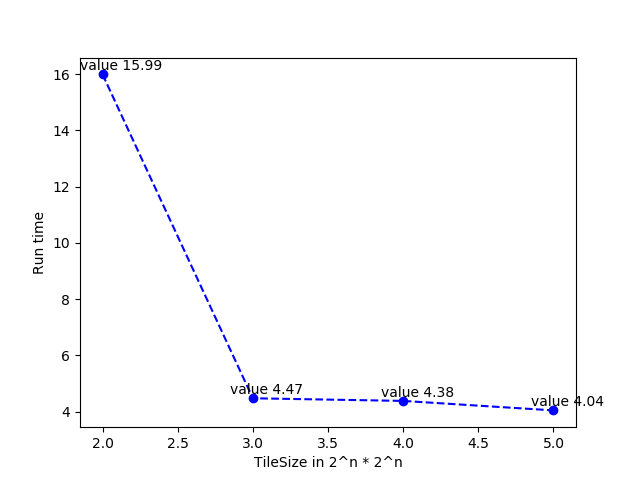 value 15.99
16
14
12
10
8
6
4
Run time
value 4.47
value 4.38
value 4.04
2.0
2.5
3.0
3.5
4.0
4.5
5.0
TileSize in 2^n * 2^n